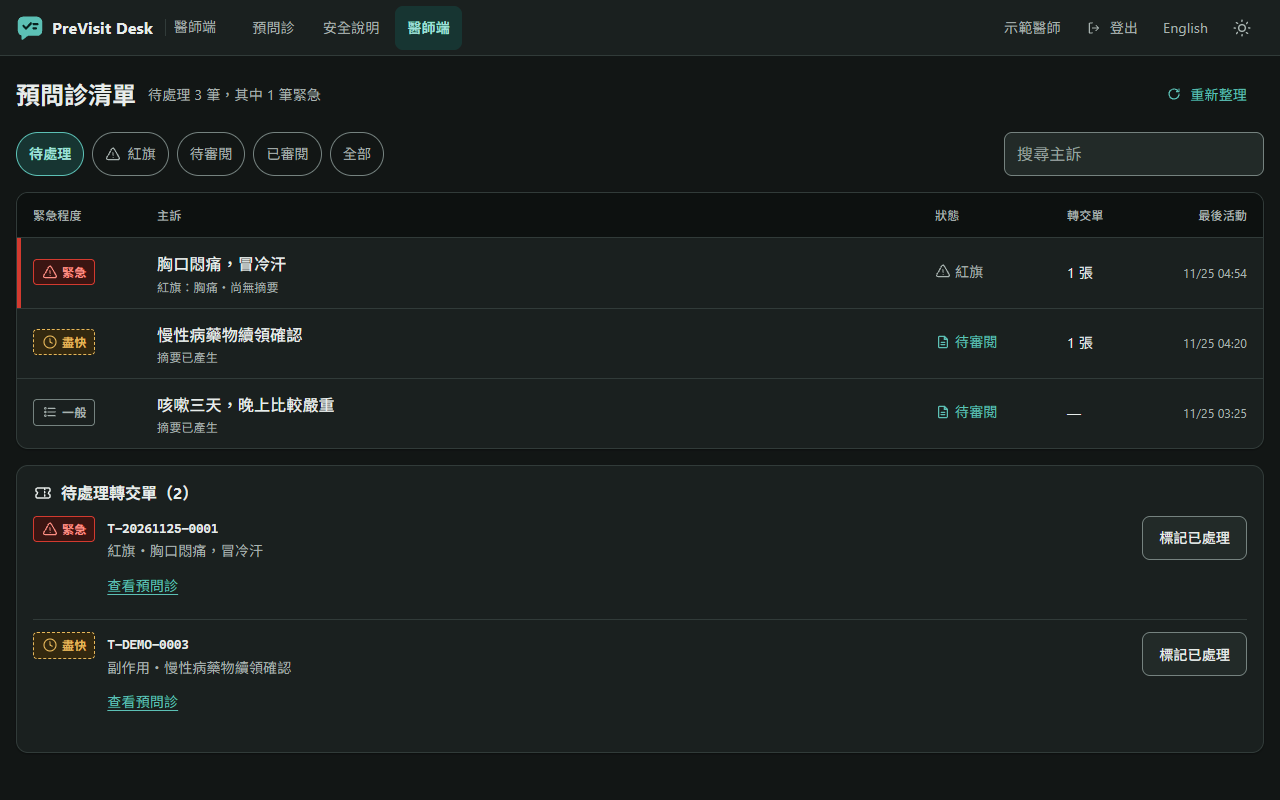 PreVisit Desk 醫師端 預問診 安全說明 醫師端 示範醫師 登出 English
預問診清單 待處理 3 筆，其中 1 筆緊急 重新整理
待處理 紅旗 待審閱 已審閱 全部 搜尋主訴
緊急程度 主訴 狀態 轉交單 最後活動
緊急 胸口悶痛，冒冷汗 紅旗 1 張 11/25 04:54
紅旗：胸痛・尚無摘要
盡快 慢性病藥物續領確認 待審閱 1 張 11/25 04:20
摘要已產生
一般 咳嗽三天，晚上比較嚴重 待審閱 — 11/25 03:25
摘要已產生
待處理轉交單（2）
緊急 T-20261125-0001 標記已處理
紅旗・胸口悶痛，冒冷汗
查看預問診
盡快 T-DEMO-0003 標記已處理
副作用・慢性病藥物續領確認
查看預問診